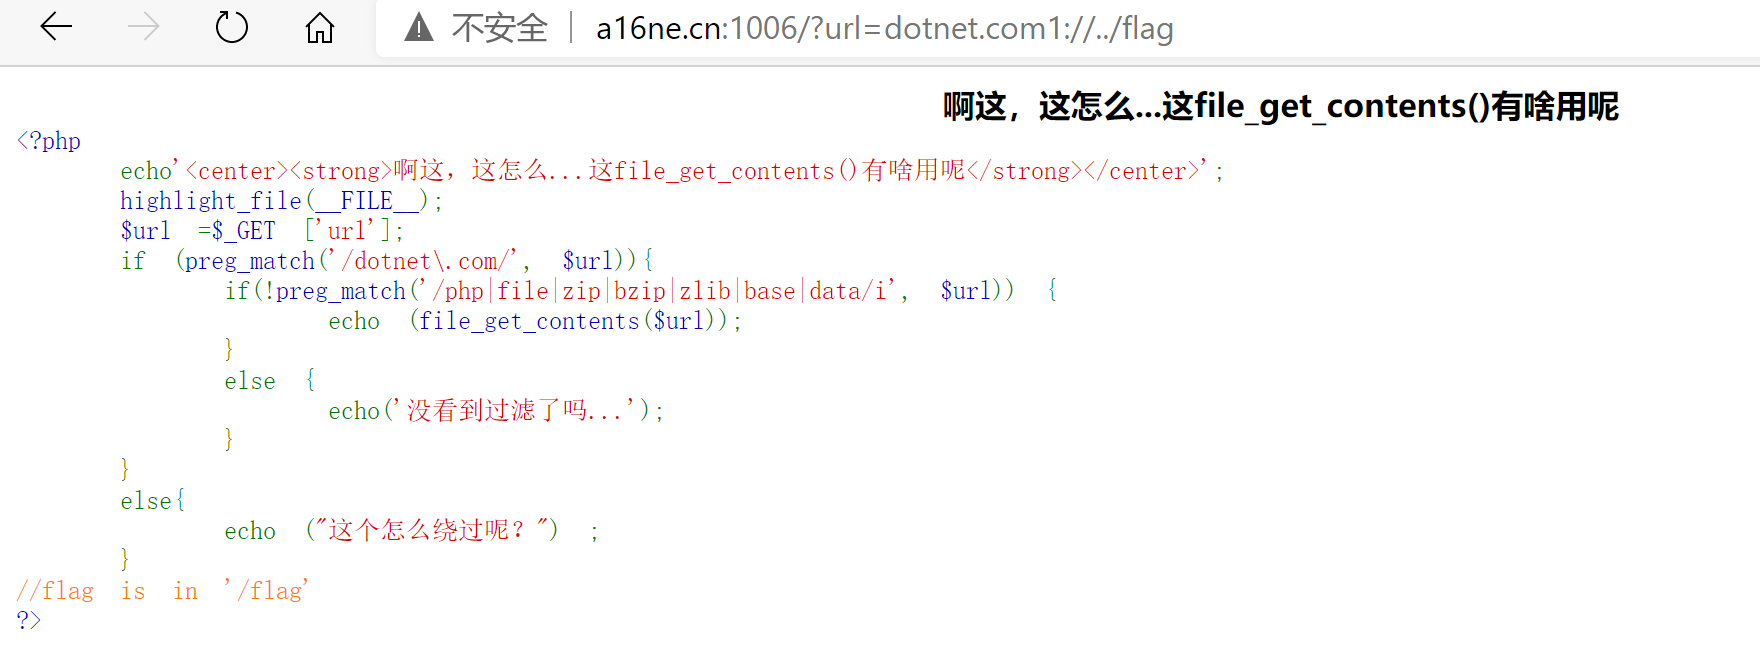 不安全 | a16ne.cn:1006/?url=dotnet.com1://../flag
啊这，这怎么...这file_get_contents()有啥用呢
<?php
echo'<center><strong>啊这，这怎么...这file_get_contents()有啥用呢</strong></center>';
highlight_file(__FILE__);
$url =$_GET ['url'];
if (preg_match('/dotnet\.com/', $url)){
if(!preg_match('/php|file|zip|bzip|zlib|base|data/i', $url)) {
echo (file_get_contents($url));
}
else {
echo('没看到过滤了吗...');
}
}
else{
echo ("这个怎么绕过呢？") ;
}
//flag is in '/flag'
?>